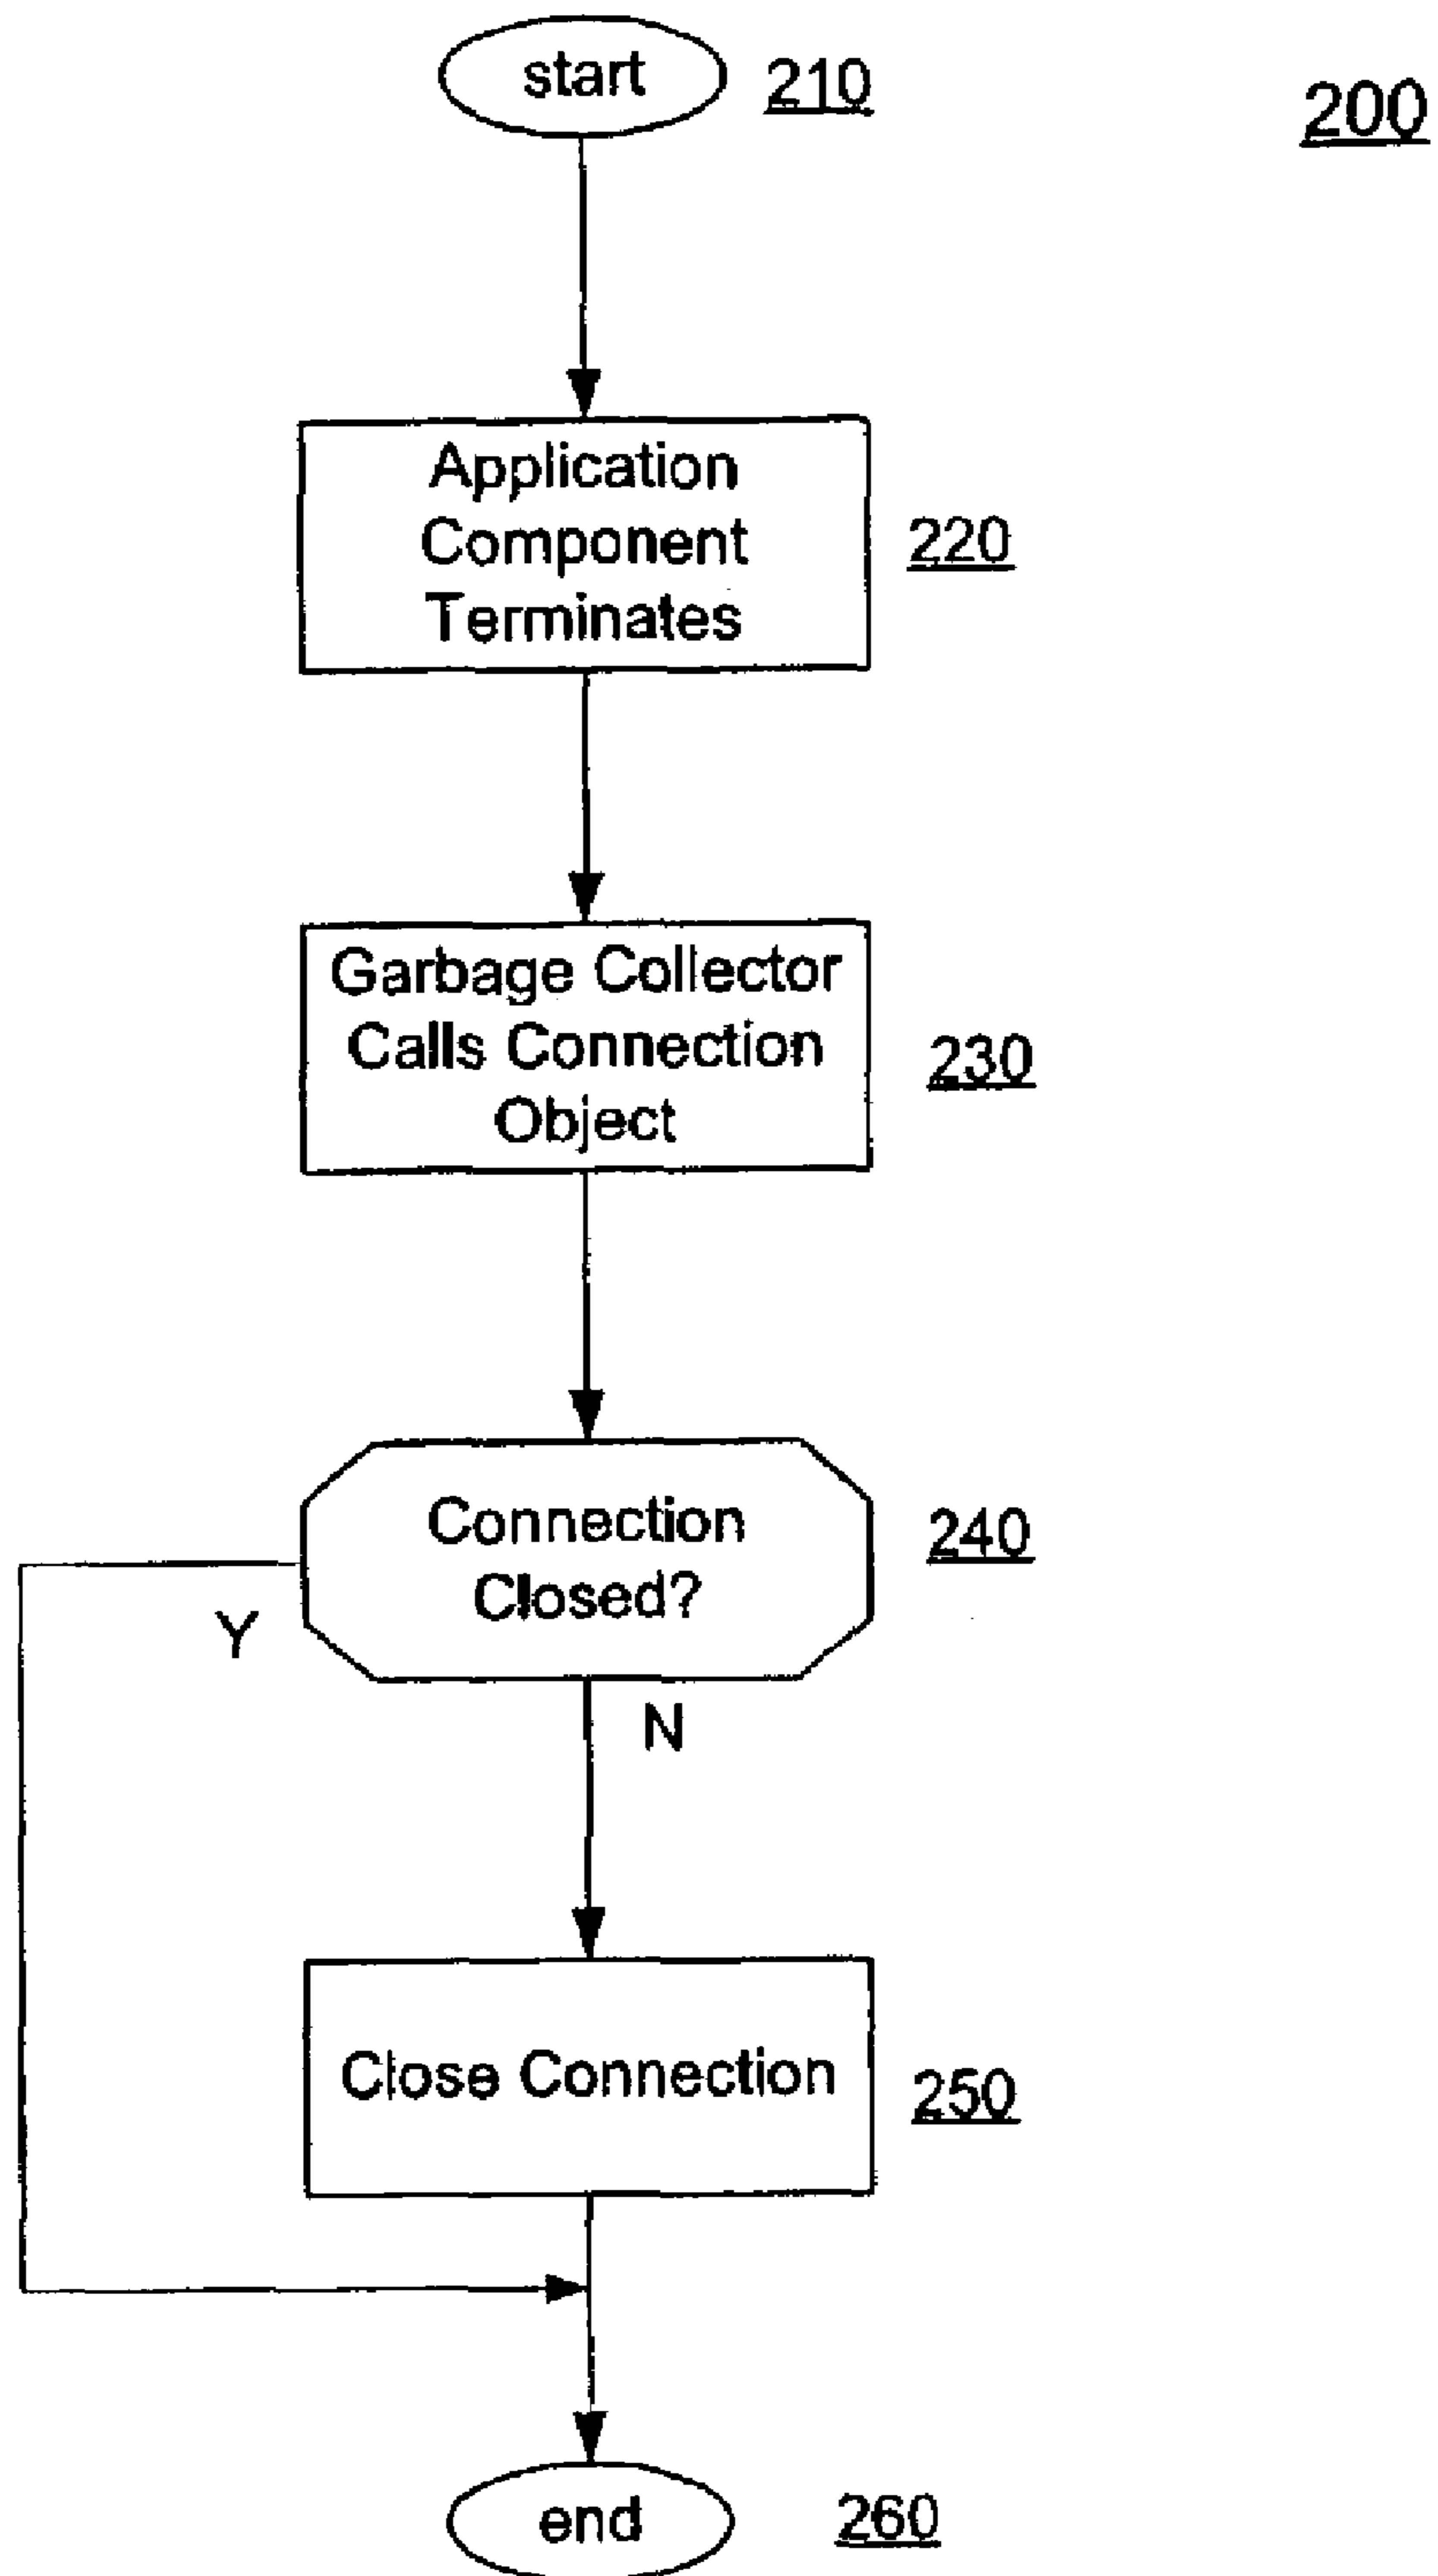 start
210
200
Application
Component
Terminates
220
Garbage Collector
Calls Connection
Object
230
Connection
Closed?
240
Y
N
Close Connection
250
end
260